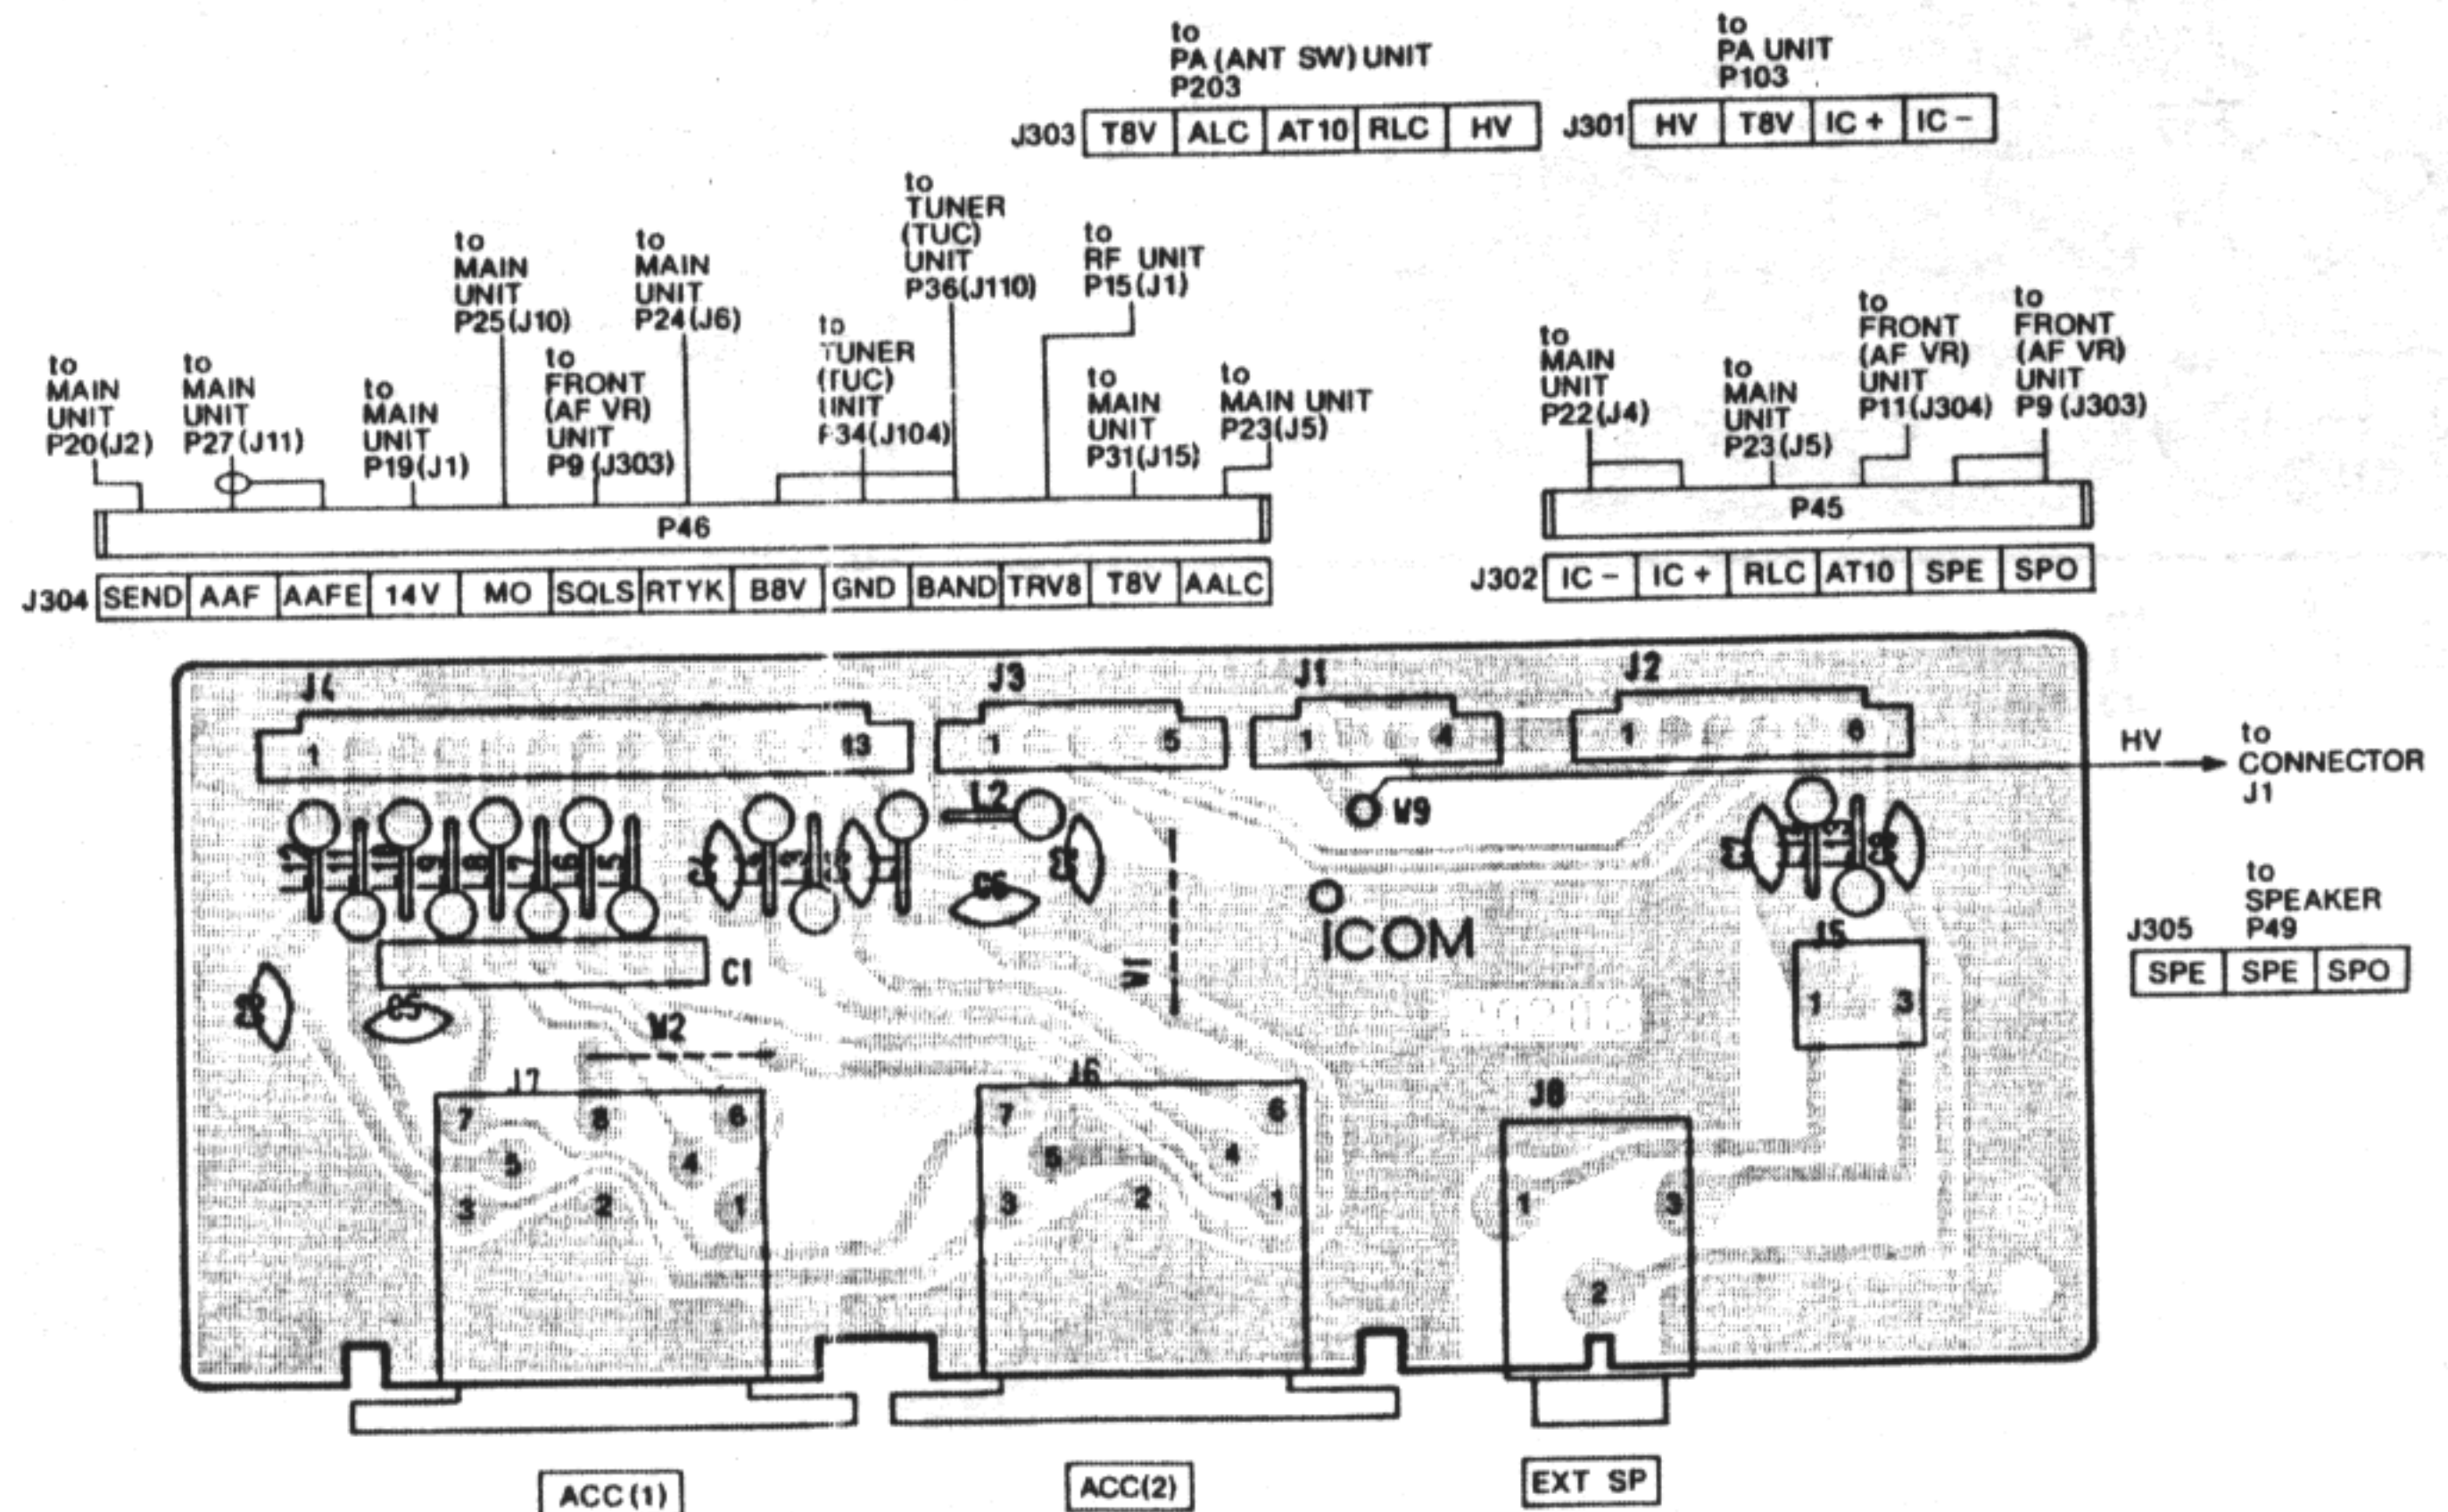 to
PA (ANT SW) UNIT
P203
J303 T8V ALC AT10 RLC HV
to
PA UNIT
P103
J301 HV T8V IC + IC -
to
MAIN
UNIT
P20(J2)
to
MAIN
UNIT
P27(J11)
to
MAIN
UNIT
P19(J1)
to
MAIN
UNIT
P25(J10)
to
FRONT
(AF VR)
UNIT
P9 (J303)
to
MAIN
UNIT
P24(J6)
to
TUNER
(TUC)
UNIT
P34(J104)
to
TUNER
(TUC)
UNIT
P36(J110)
to
RF UNIT
P15(J1)
to
MAIN
UNIT
P31(J15)
to
MAIN UNIT
P23(J5)
P46
J304 SEND AAF AAFE 14V MO SQLS RTYK B8V GND BAND TRV8 T8V AALC
to
MAIN
UNIT
P22(J4)
to
MAIN
UNIT
P23(J5)
to
FRONT
(AF VR)
UNIT
P11(J304)
to
FRONT
(AF VR)
UNIT
P9 (J303)
P45
J302 IC - IC + RLC AT10 SPE SPO
J4
1 13
J3
1 5
J1
1 4
J2
1 6
HV
to
CONNECTOR
J1
L2
W9
C6
W1
ICOM
C1
C5
W2
J5
1 3
to
SPEAKER
P49
J305
SPE SPE SPO
J7
7 8 6
5 4
3 2 1
J6
7 6
5 4
3 2 1
J8
1 3
2
ACC(1)
ACC(2)
EXT SP